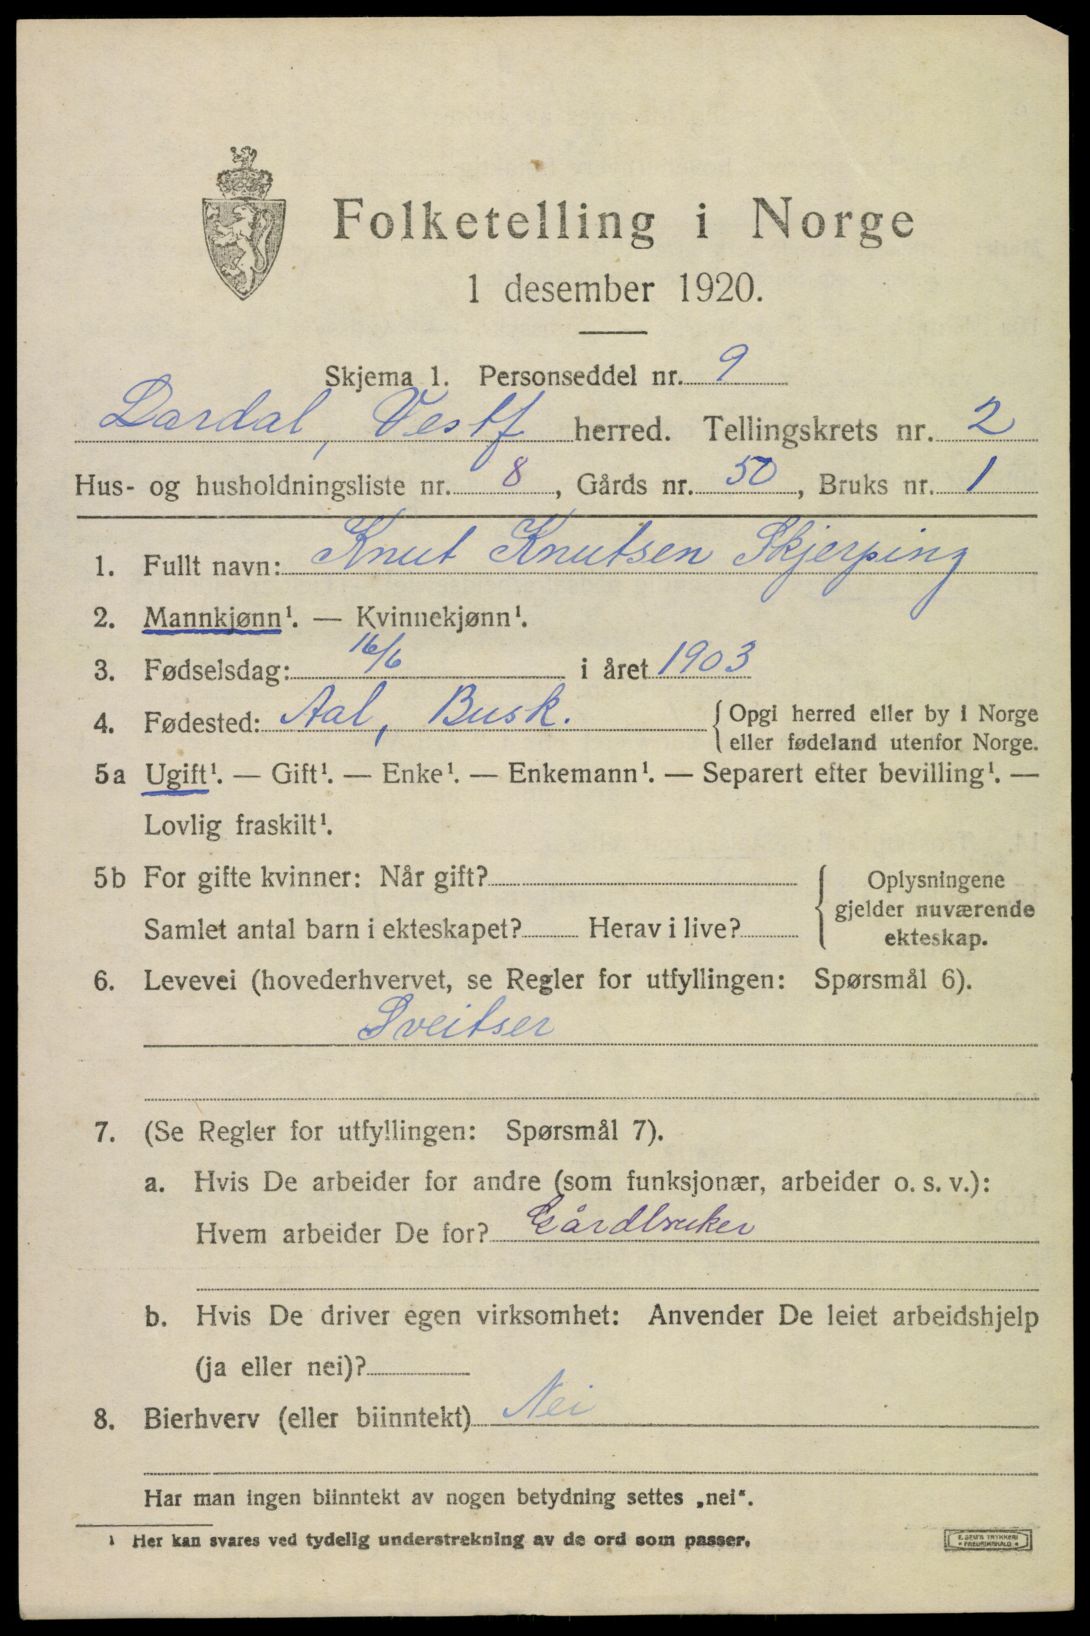 Folketelling i Norge
1 desember 1920.
Skjema 1. Personseddel nr. 9
Lardal, Vestf herred. Tellingskrets nr. 2
Hus- og husholdningsliste nr. 8, Gårds nr. 50, Bruks nr. 1
1. Fullt navn: Knut Knutsen Skjerping
2. Mannkjønn¹. — Kvinnekjønn¹.
3. Fødselsdag: 16/6 i året 1903
4. Fødested: Aal, Busk. Opgi herred eller by i Norge
eller fødeland utenfor Norge.
5a Ugift¹. — Gift¹. — Enke¹. — Enkemann¹. — Separert efter bevilling¹. —
Lovlig fraskilt¹.
5b For gifte kvinner: Når gift? Oplysningene
gjelder nuværende
Samlet antal barn i ekteskapet? Herav i live? ekteskap.
6. Levevei (hovederhvervet, se Regler for utfyllingen: Spørsmål 6).
Sveitser
7. (Se Regler for utfyllingen: Spørsmål 7).
a. Hvis De arbeider for andre (som funksjonær, arbeider o. s. v.):
Hvem arbeider De for? Gårdbruker
b. Hvis De driver egen virksomhet: Anvender De leiet arbeidshjelp
(ja eller nei)?
8. Bierhverv (eller biinntekt) Nei
Har man ingen biinntekt av nogen betydning settes „nei“.
¹ Her kan svares ved tydelig understrekning av de ord som passer.
E. SEM'S TRYKKERI
• FREDRIKSHALD •